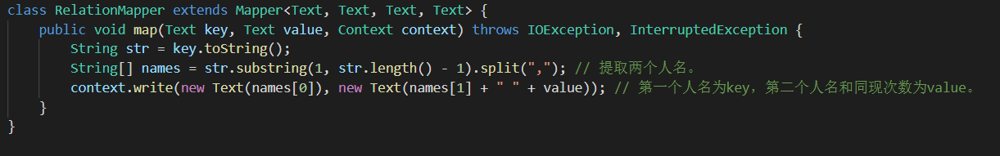 class RelationMapper extends Mapper<Text, Text, Text, Text> {
    public void map(Text key, Text value, Context context) throws IOException, InterruptedException {
        String str = key.toString();
        String[] names = str.substring(1, str.length() - 1).split(","); // 提取两个人名。
        context.write(new Text(names[0]), new Text(names[1] + " " + value)); // 第一个人名为key，第二个人名和同现次数为value。
    }
}